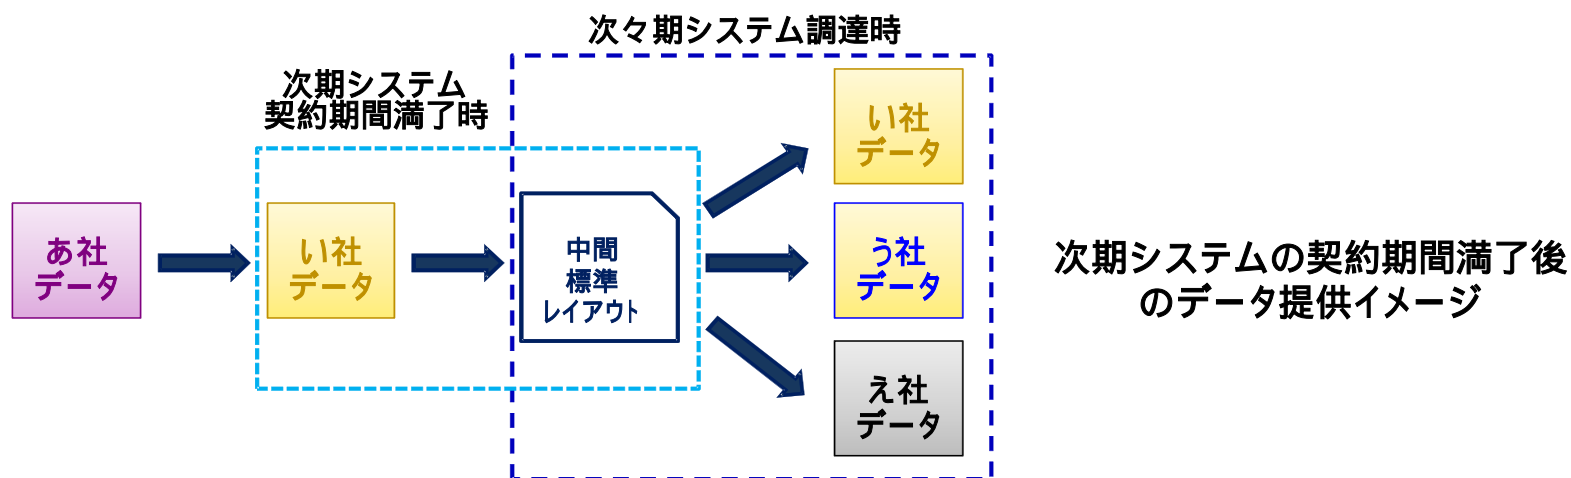 次々期システム調達時
次期システム
契約期間満了時
あ社
データ
い社
データ
中間
標準
レイアウト
い社
データ
う社
データ
え社
データ
次期システムの契約期間満了後
のデータ提供イメージ